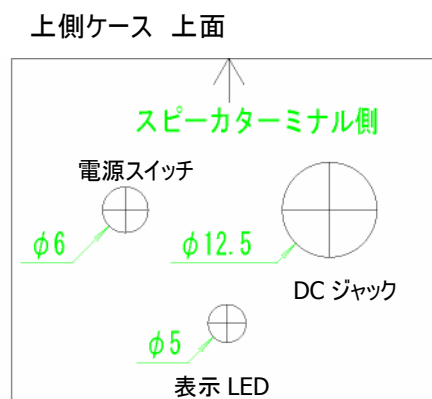 上側ケース 上面
スピーカターミナル側
電源スイッチ
φ6
φ12.5
DC ジャック
φ5
表示 LED